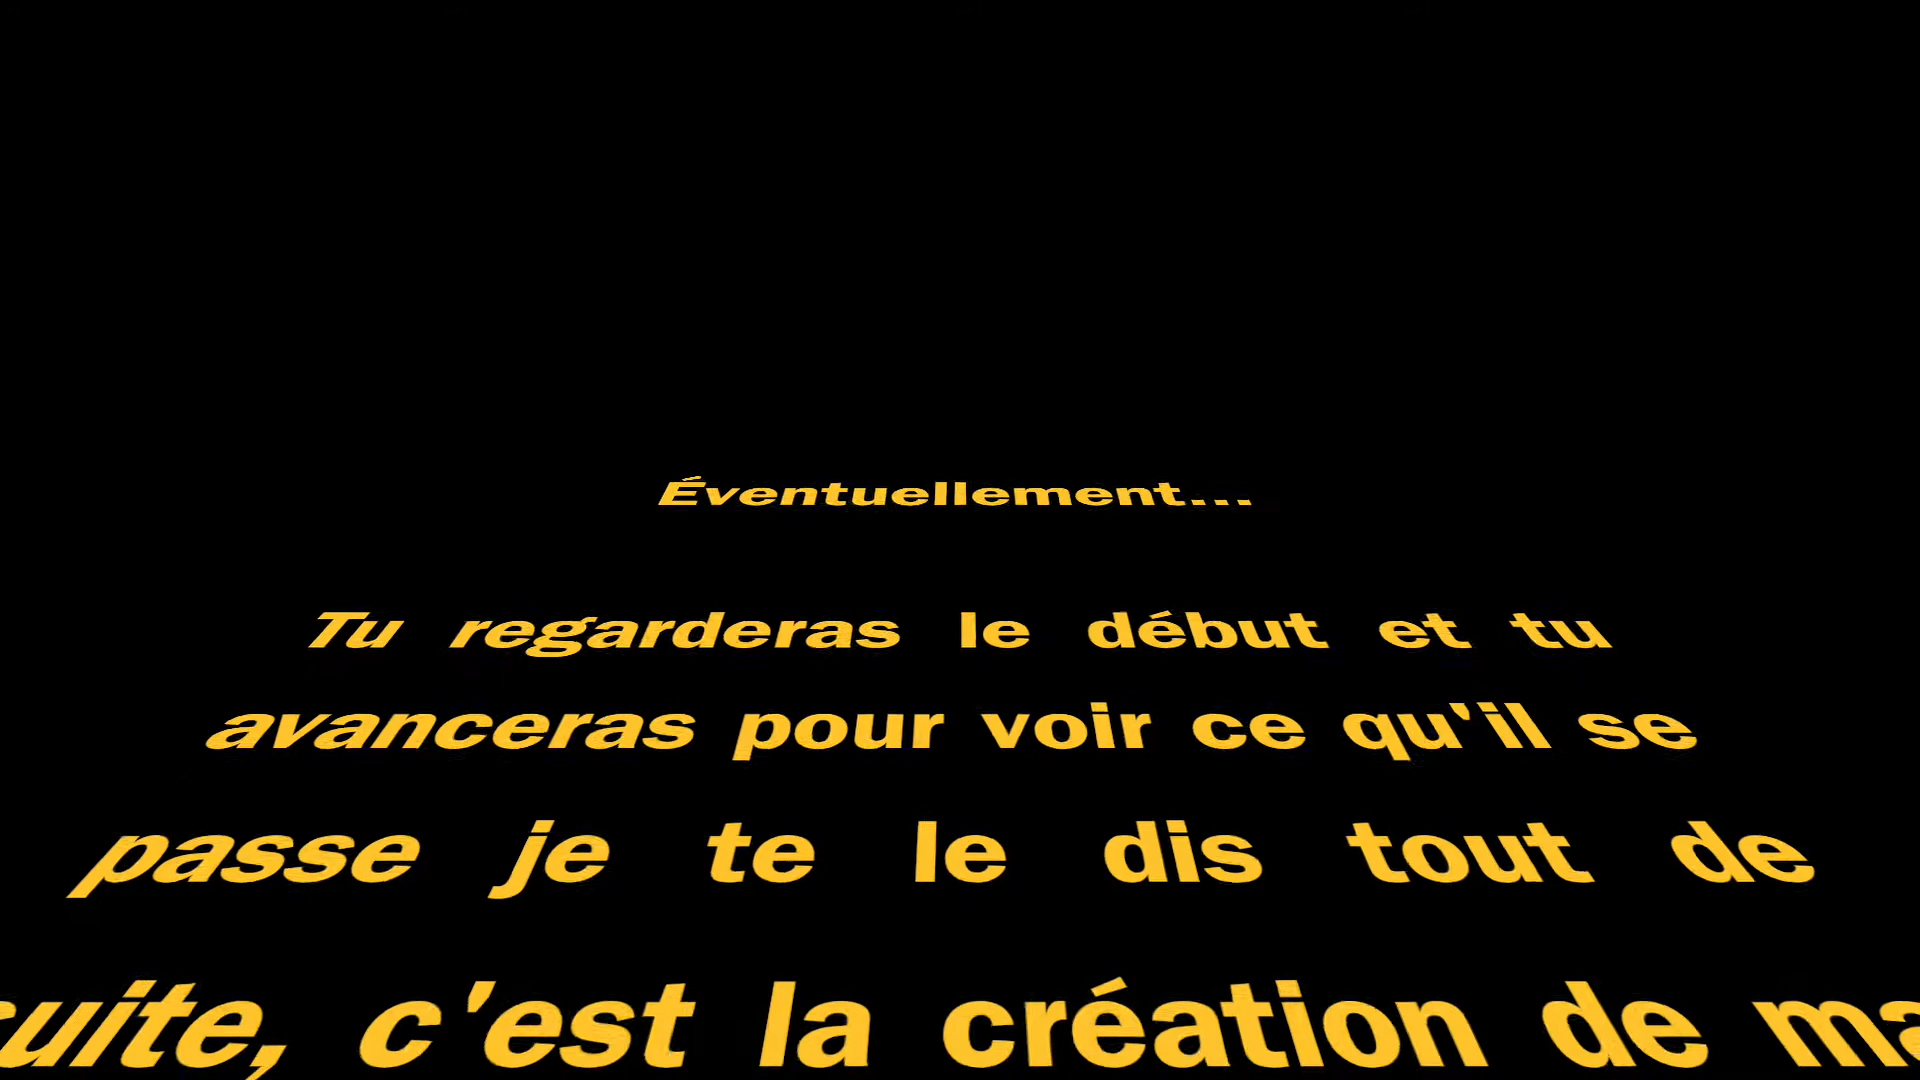 Éventuellement...
Tu regarderas le début et tu
avanceras pour voir ce qu'il se
passe je te le dis tout de
suite, c'est la création de